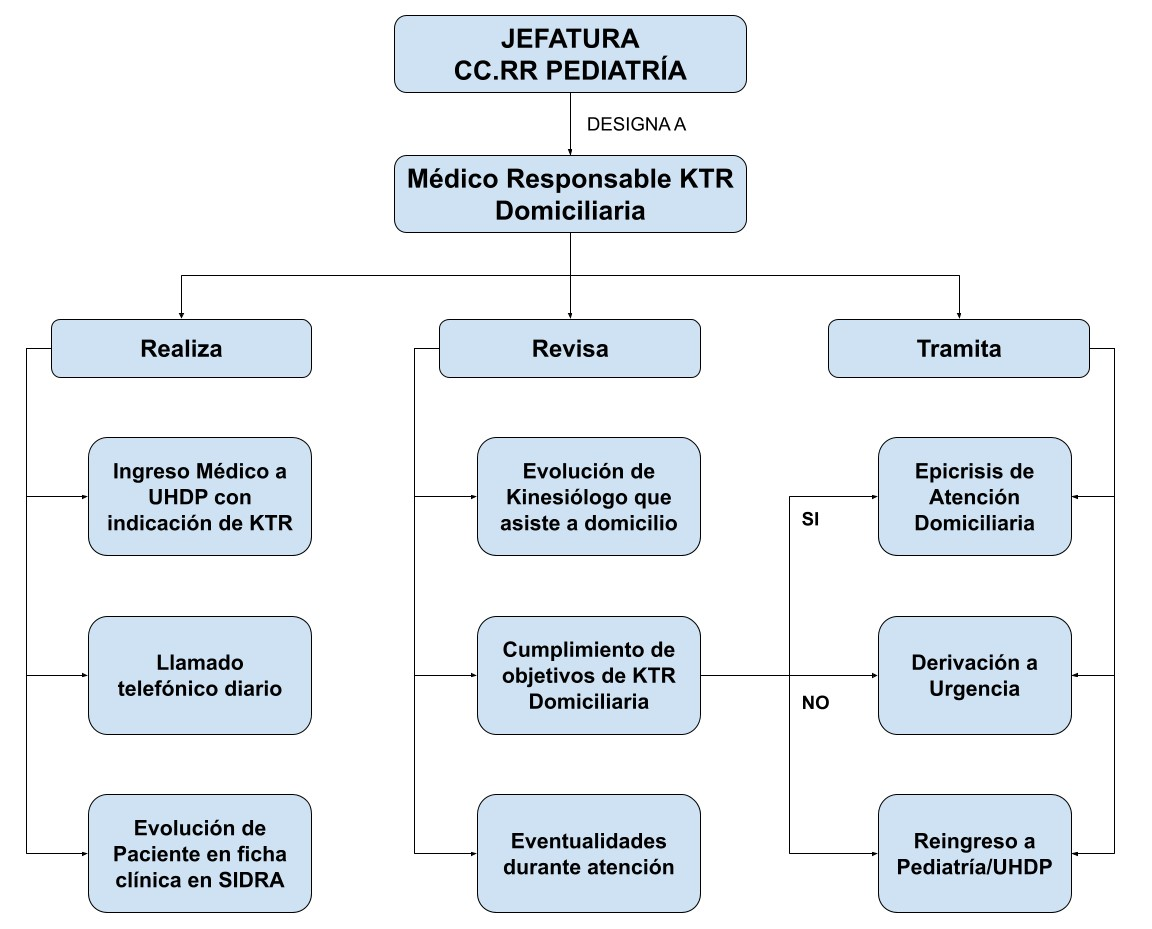 JEFATURA
CC.RR PEDIATRÍA
DESIGNA A
Médico Responsable KTR
Domiciliaria
Realiza
Revisa
Tramita
Ingreso Médico a
UHDP con
indicación de KTR
Evolución de
Kinesiólogo que
asiste a domicilio
SI
Epicrisis de
Atención
Domiciliaria
Llamado
telefónico diario
Cumplimiento de
objetivos de KTR
Domiciliaria
NO
Derivación a
Urgencia
Evolución de
Paciente en ficha
clínica en SIDRA
Eventualidades
durante atención
Reingreso a
Pediatría/UHDP